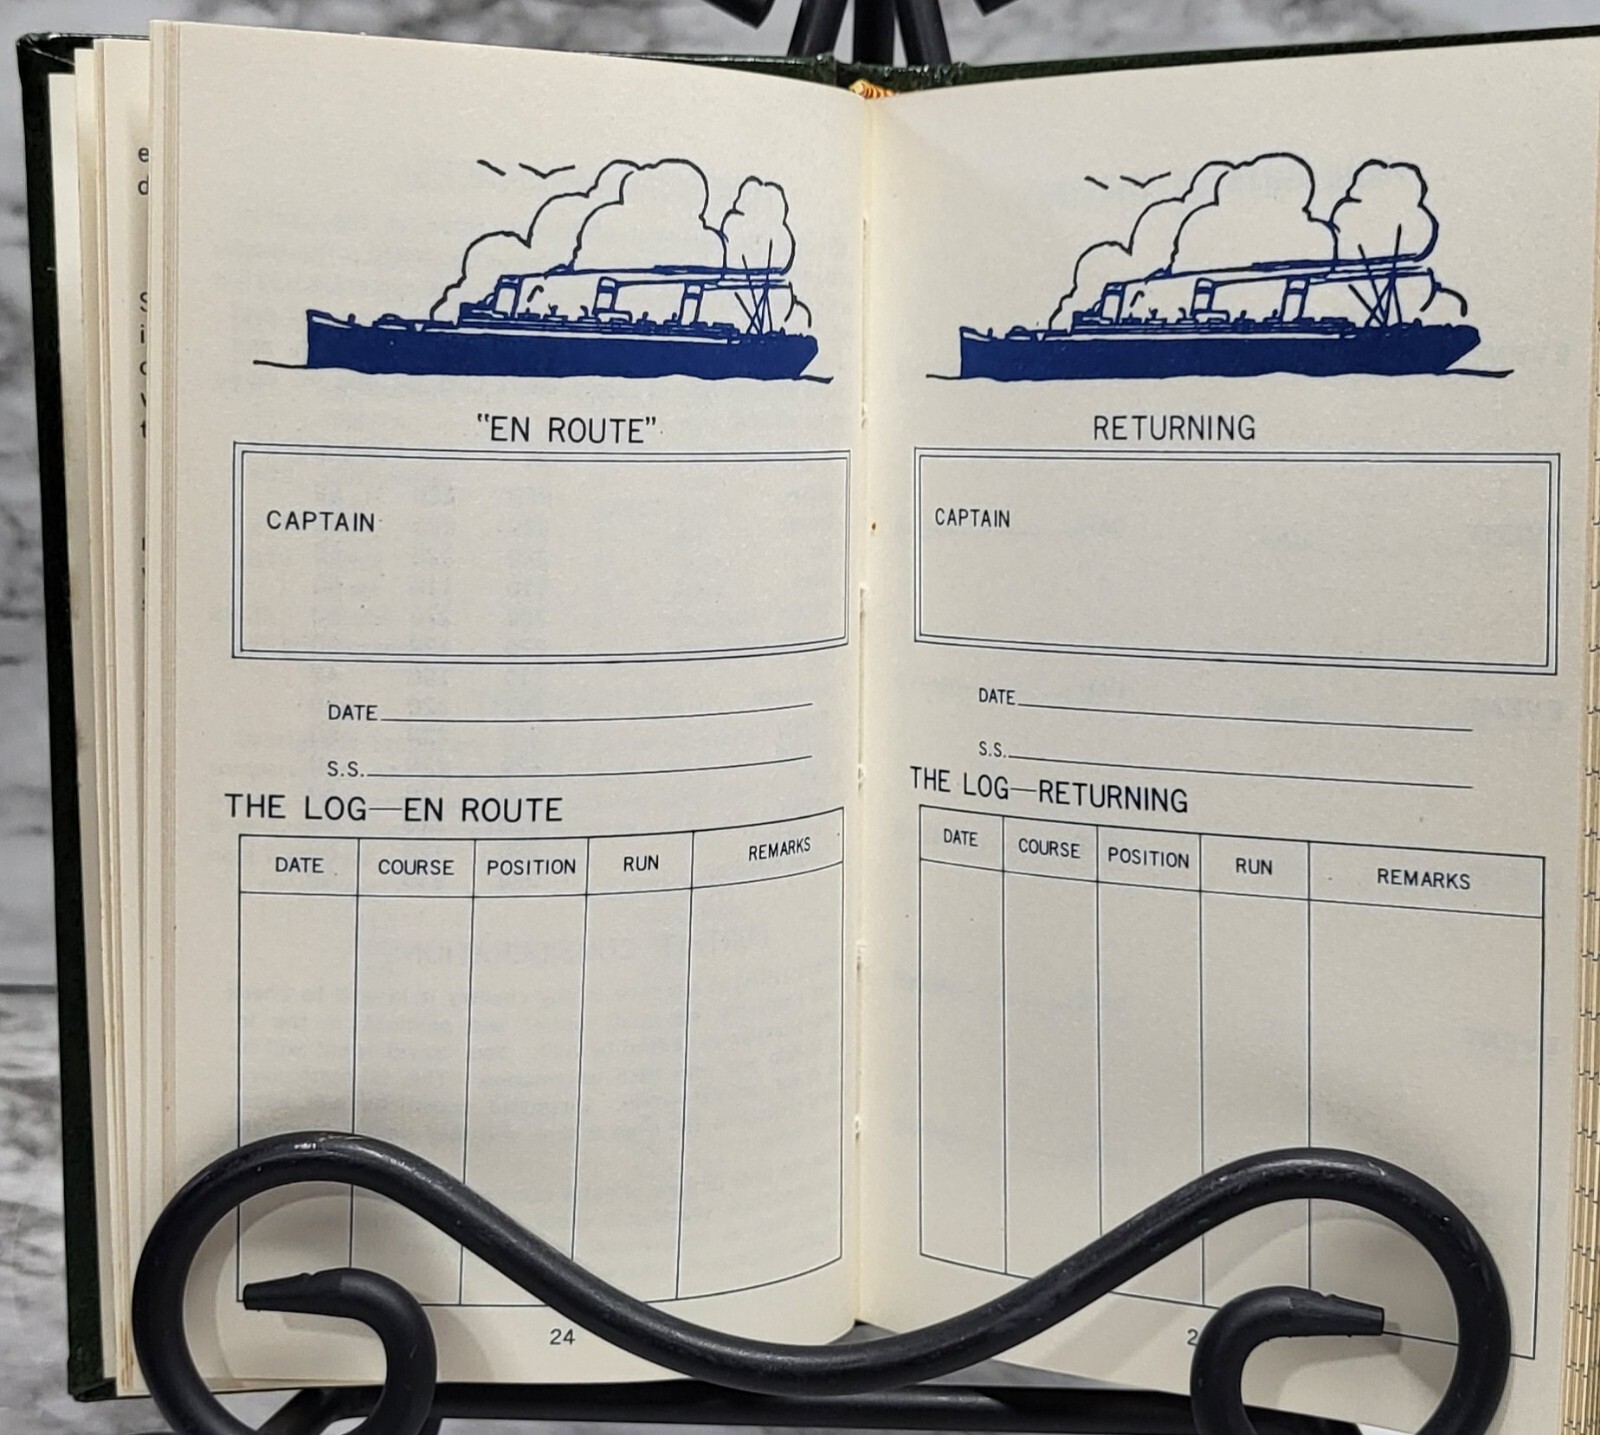 "EN ROUTE"
CAPTAIN
DATE
S.S.
THE LOG—EN ROUTE
DATE COURSE POSITION RUN REMARKS
24
RETURNING
CAPTAIN
DATE
S.S.
THE LOG—RETURNING
DATE COURSE POSITION RUN REMARKS